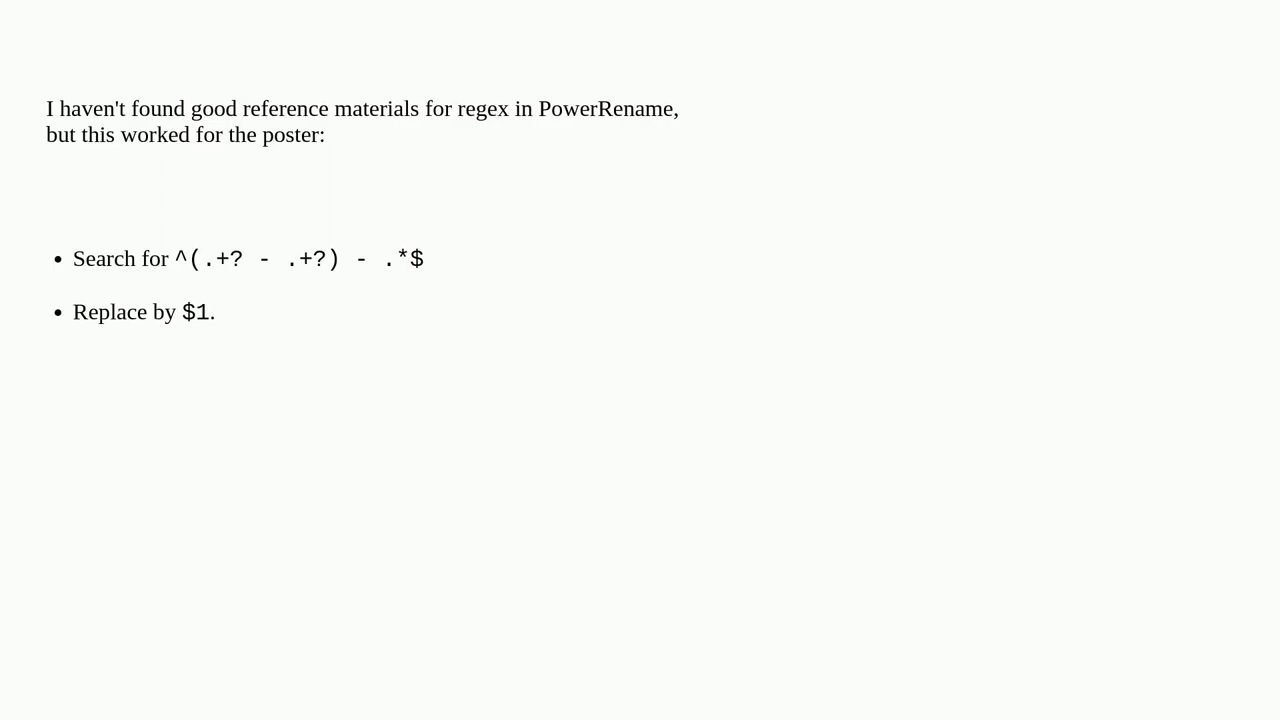 I haven't found good reference materials for regex in PowerRename,
but this worked for the poster:
• Search for ^(.+? - .+?) - .*$
• Replace by $1.